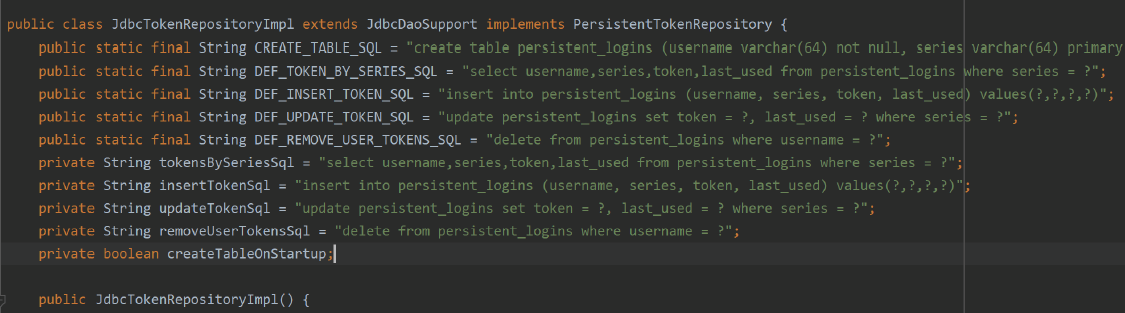 public class JdbcTokenRepositoryImpl extends JdbcDaoSupport implements PersistentTokenRepository {
public static final String CREATE_TABLE_SQL = "create table persistent_logins (username varchar(64) not null, series varchar(64) primary
public static final String DEF_TOKEN_BY_SERIES_SQL = "select username,series,token,last_used from persistent_logins where series = ?";
public static final String DEF_INSERT_TOKEN_SQL = "insert into persistent_logins (username, series, token, last_used) values(?,?,?,?)";
public static final String DEF_UPDATE_TOKEN_SQL = "update persistent_logins set token = ?, last_used = ? where series = ?";
public static final String DEF_REMOVE_USER_TOKENS_SQL = "delete from persistent_logins where username = ?";
private String tokensBySeriesSql = "select username,series,token,last_used from persistent_logins where series = ?";
private String insertTokenSql = "insert into persistent_logins (username, series, token, last_used) values(?,?,?,?)";
private String updateTokenSql = "update persistent_logins set token = ?, last_used = ? where series = ?";
private String removeUserTokensSql = "delete from persistent_logins where username = ?";
private boolean createTableOnStartup;
public JdbcTokenRepositoryImpl() {